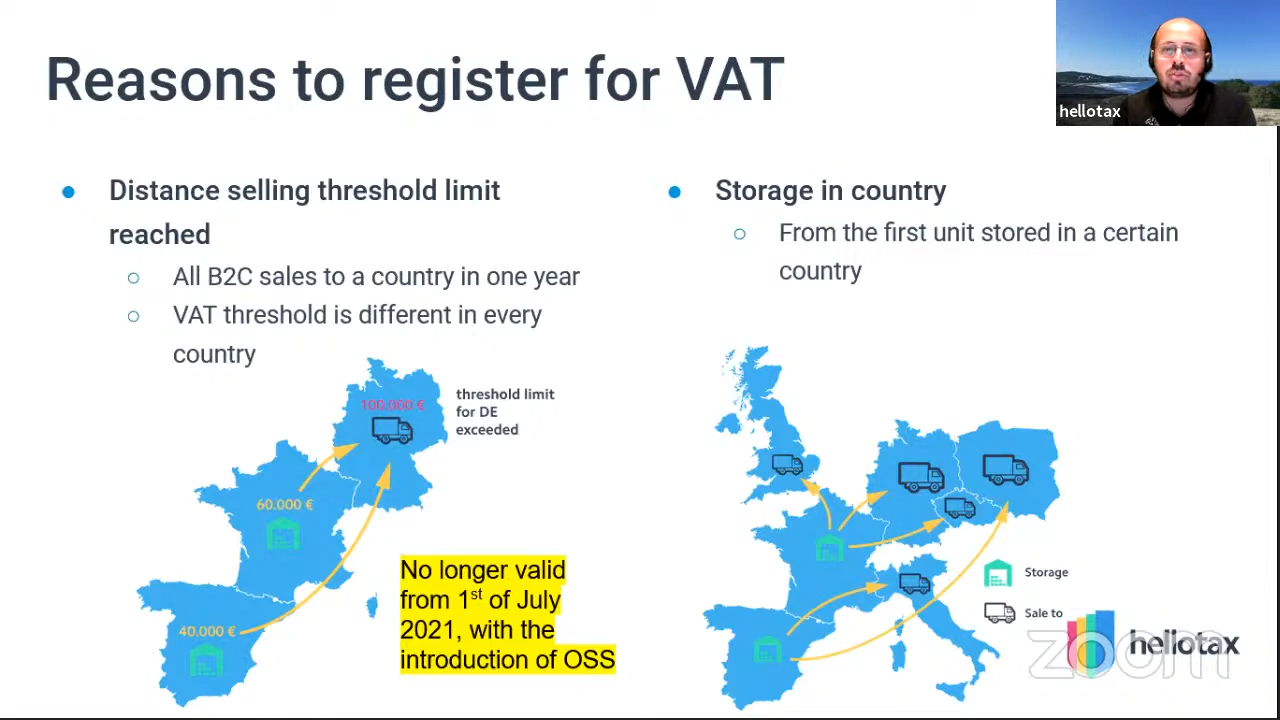 Reasons to register for VAT
hellotax
Distance selling threshold limit
reached
All B2C sales to a country in one year
VAT threshold is different in every
country
100.000 €
threshold limit
for DE
exceeded
60.000 €
40.000 €
No longer valid
from 1st of July
2021, with the
introduction of OSS
Storage in country
From the first unit stored in a certain
country
Storage
Sale to
hellotax
zoom